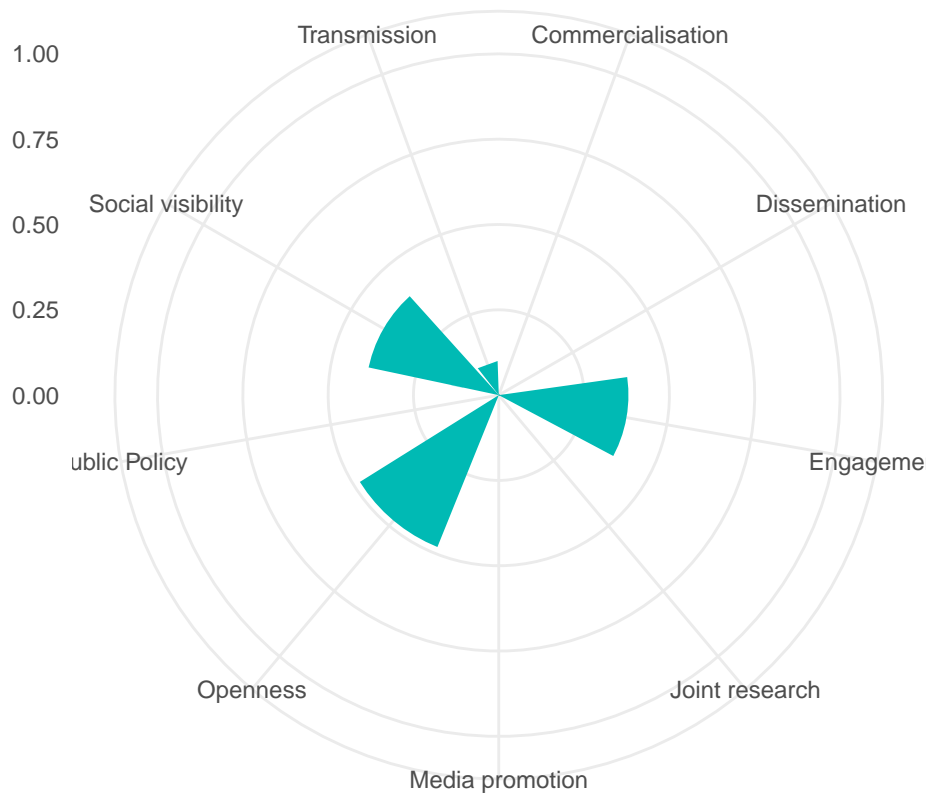 Transmission
Commercialisation
1.00
0.75
Social visibility
Dissemination
0.50
0.25
0.00
ublic Policy
Engageme
Openness
Joint research
Media promotion